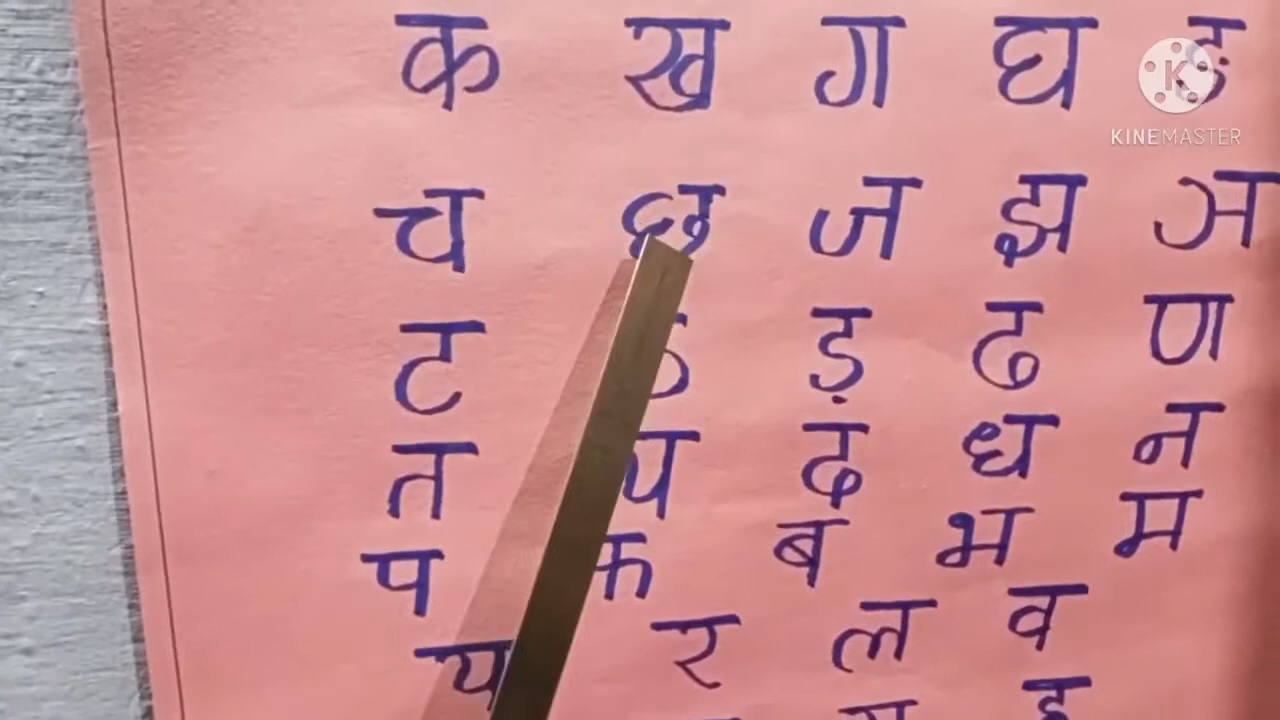 क ख ग घ ङ
KINEMASTER
च छ ज झ ञ
ट ड़ ढ ण
त ध न
प ब भ म
य र ल व
ह